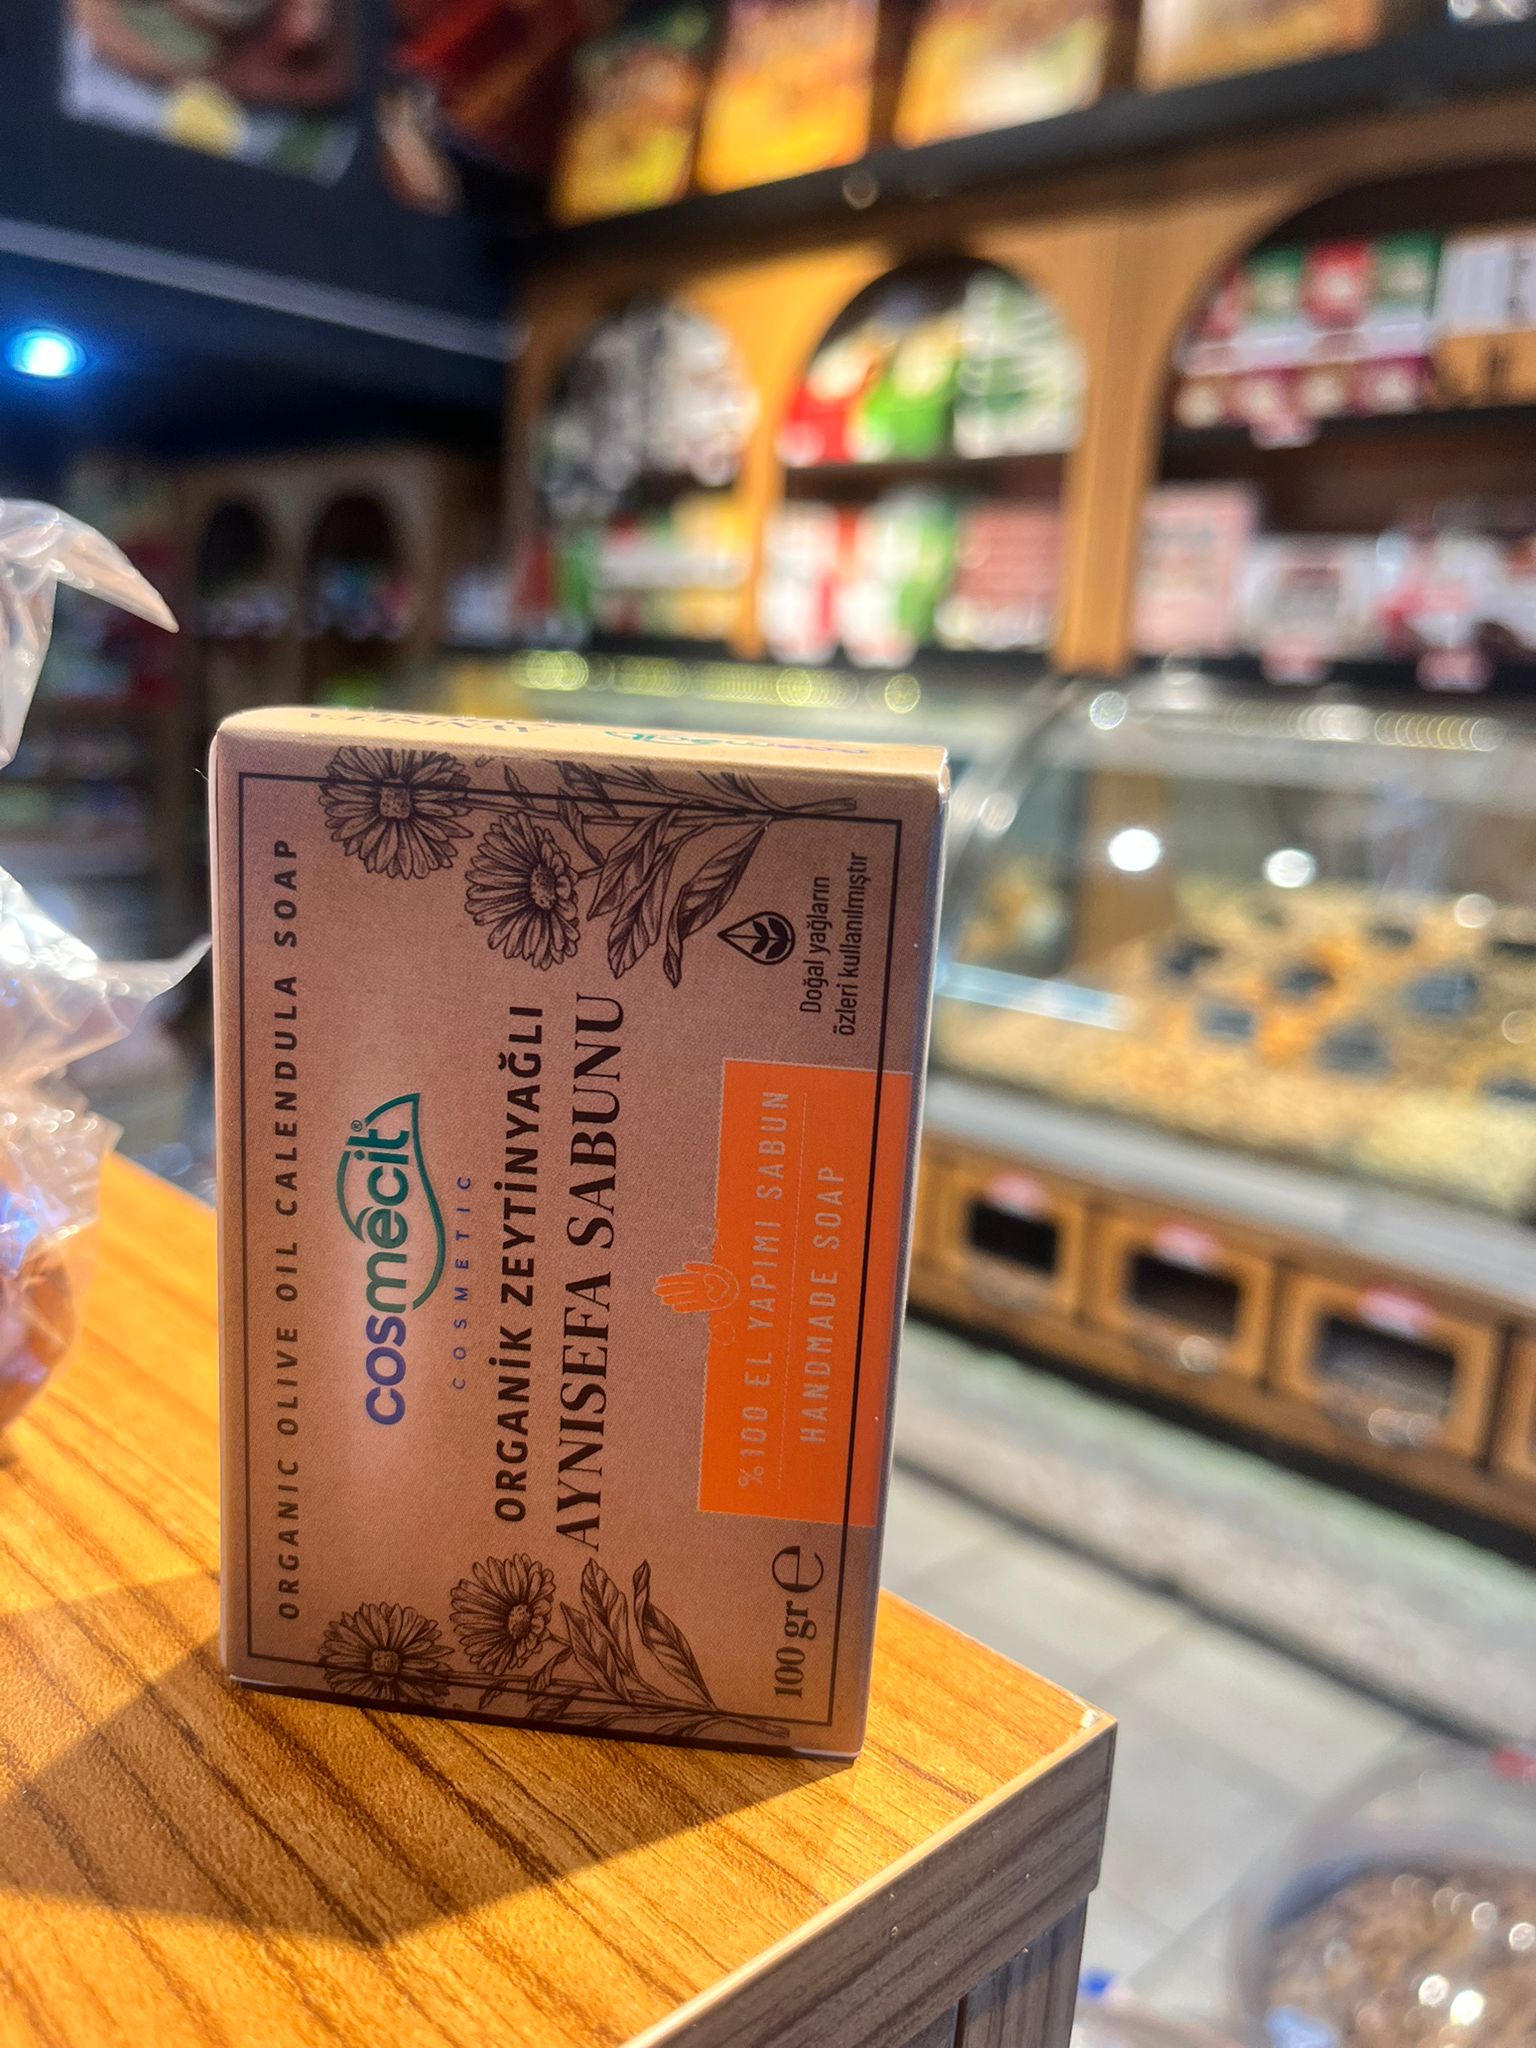 ORGANIC OLIVE OIL CALENDULA SOAP
cosmecit®
COSMETIC
ORGANİK ZEYTİNYAĞLI
AYNISEFA SABUNU
%100 EL YAPIMI SABUN
HANDMADE SOAP
100 gr ℮
Doğal yağların
özleri kullanılmıştır